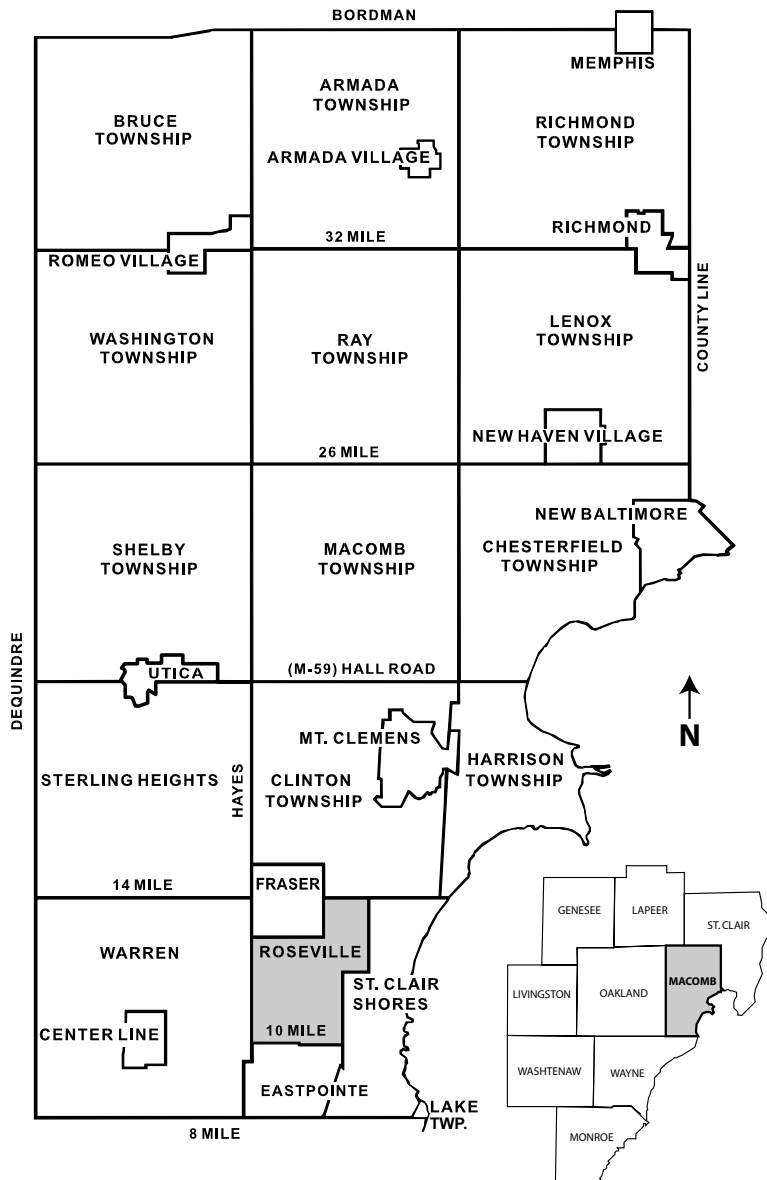 BORDMAN
MEMPHIS
ARMADA
TOWNSHIP
BRUCE
TOWNSHIP
RICHMOND
TOWNSHIP
ARMADA VILLAGE
RICHMOND
32 MILE
ROMEO VILLAGE
COUNTY LINE
WASHINGTON
TOWNSHIP
RAY
TOWNSHIP
LENOX
TOWNSHIP
NEW HAVEN VILLAGE
26 MILE
NEW BALTIMORE
SHELBY
TOWNSHIP
MACOMB
TOWNSHIP
CHESTERFIELD
TOWNSHIP
DEQUINDRE
UTICA
(M-59) HALL ROAD
N
MT. CLEMENS
STERLING HEIGHTS
HAYES
CLINTON
TOWNSHIP
HARRISON
TOWNSHIP
14 MILE
FRASER
WARREN
ROSEVILLE
ST. CLAIR
SHORES
CENTER LINE
10 MILE
EASTPOINTE
LAKE
TWP.
8 MILE
GENESEE
LAPEER
ST. CLAIR
LIVINGSTON
OAKLAND
MACOMB
WASHTENAW
WAYNE
MONROE